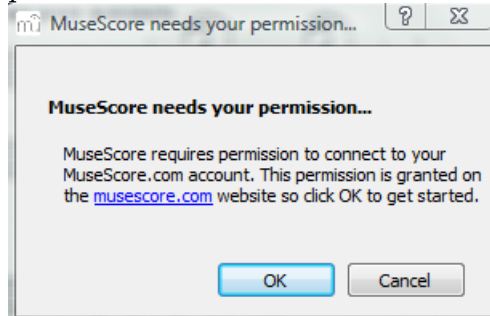 MuseScore needs your permission...
MuseScore needs your permission...
MuseScore requires permission to connect to your
MuseScore.com account. This permission is granted on
the musescore.com website so click OK to get started.
OK Cancel